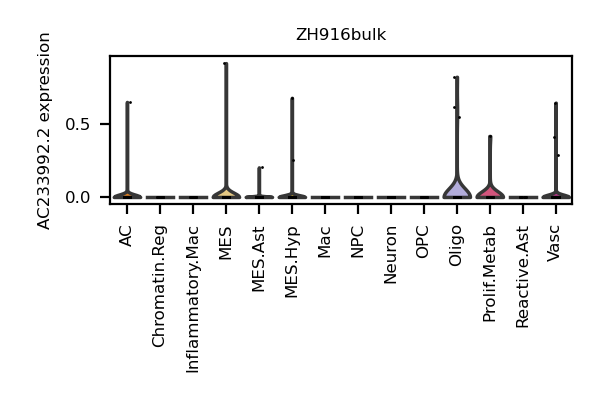 ZH916bulk
AC233992.2 expression
0.5
0.0
AC
Chromatin.Reg
Inflammatory.Mac
MES
MES.Ast
MES.Hyp
Mac
NPC
Neuron
OPC
Oligo
Prolif.Metab
Reactive.Ast
Vasc